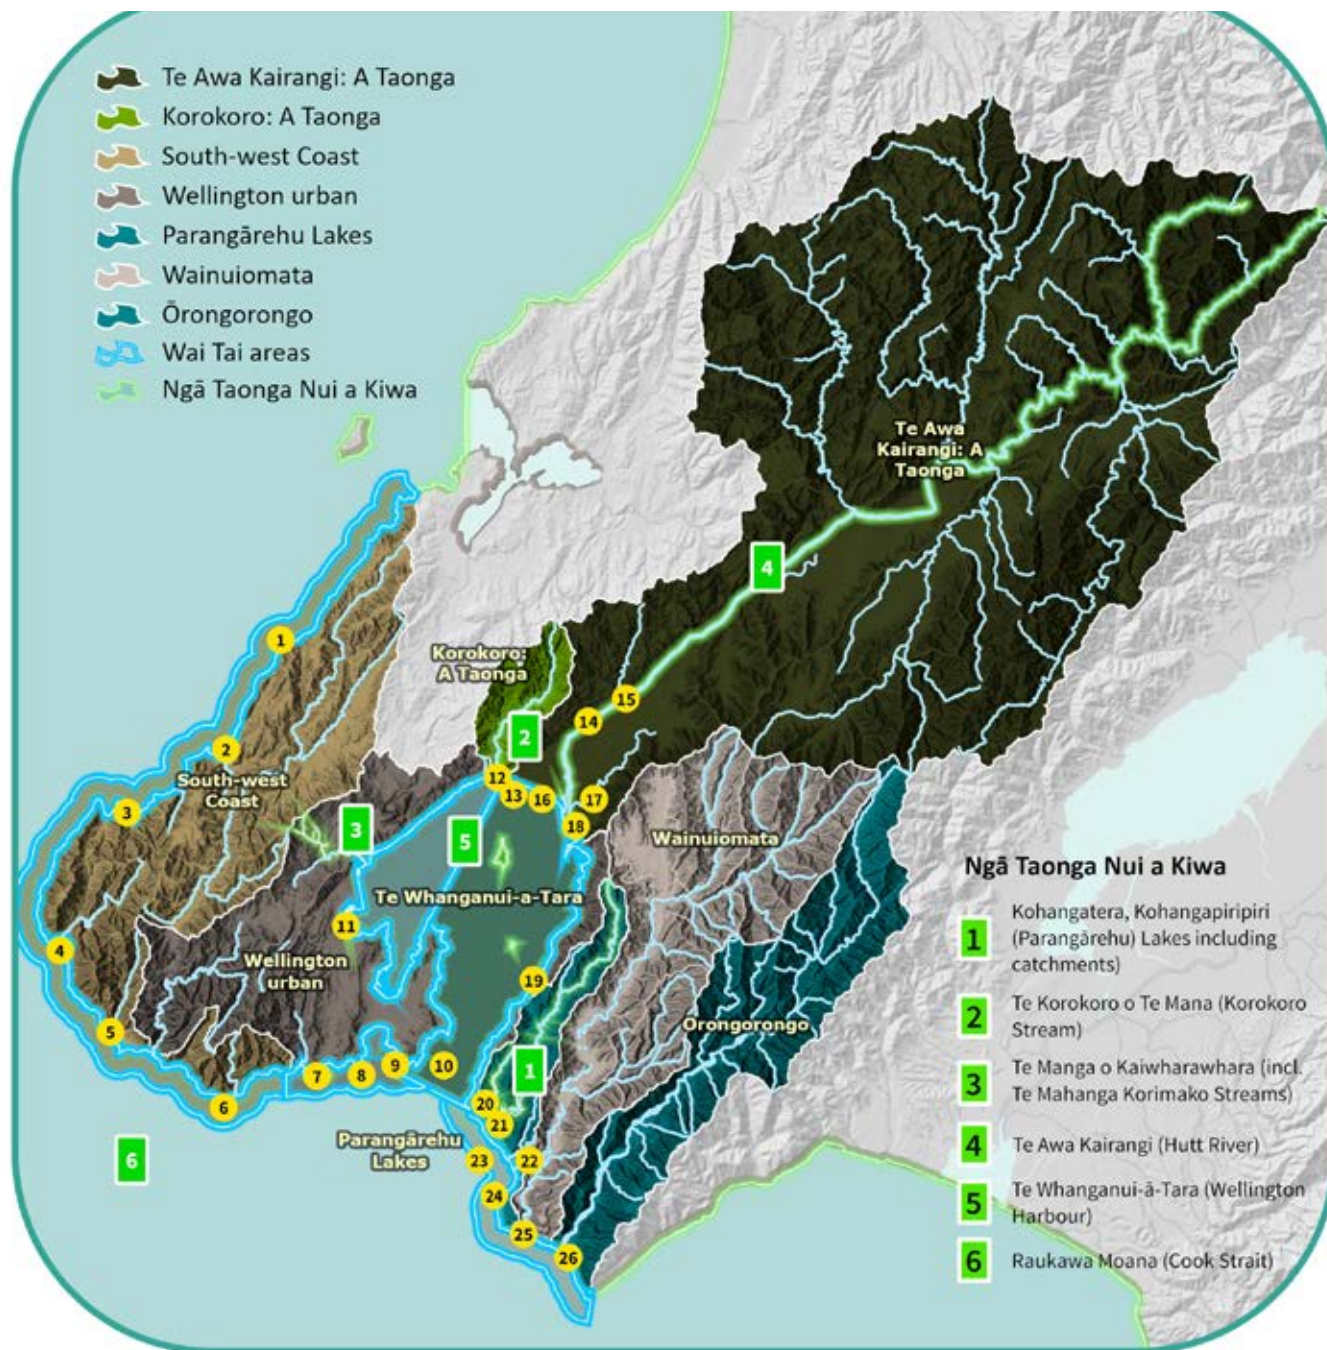 Te Awa Kairangi: A Taonga
Korokoro: A Taonga
South-west Coast
Wellington urban
Parangārehu Lakes
Wainuiomata
Ōrongorongo
Wai Tai areas
Ngā Taonga Nui a Kiwa
Te Awa
Kairangi: A
Taonga
4
1
Korokoro:
A Taonga
15
14
2
2
South-west
Coast
12
13
16
17
3
3
5
18
Wainuiomata
Te Whanganui-a-Tara
11
4
Wellington
urban
19
Orongorongo
5
7
8
9
10
1
6
20
21
Parangārehu
Lakes
6
23
22
24
25
26
Ngā Taonga Nui a Kiwa
1
Kohangatera, Kohangapiripiri
(Parangārehu) Lakes including
catchments)
2
Te Korokoro o Te Mana (Korokoro
Stream)
3
Te Manga o Kaiwharawhara (incl.
Te Mahanga Korimako Streams)
4
Te Awa Kairangi (Hutt River)
5
Te Whanganui-ā-Tara (Wellington
Harbour)
6
Raukawa Moana (Cook Strait)